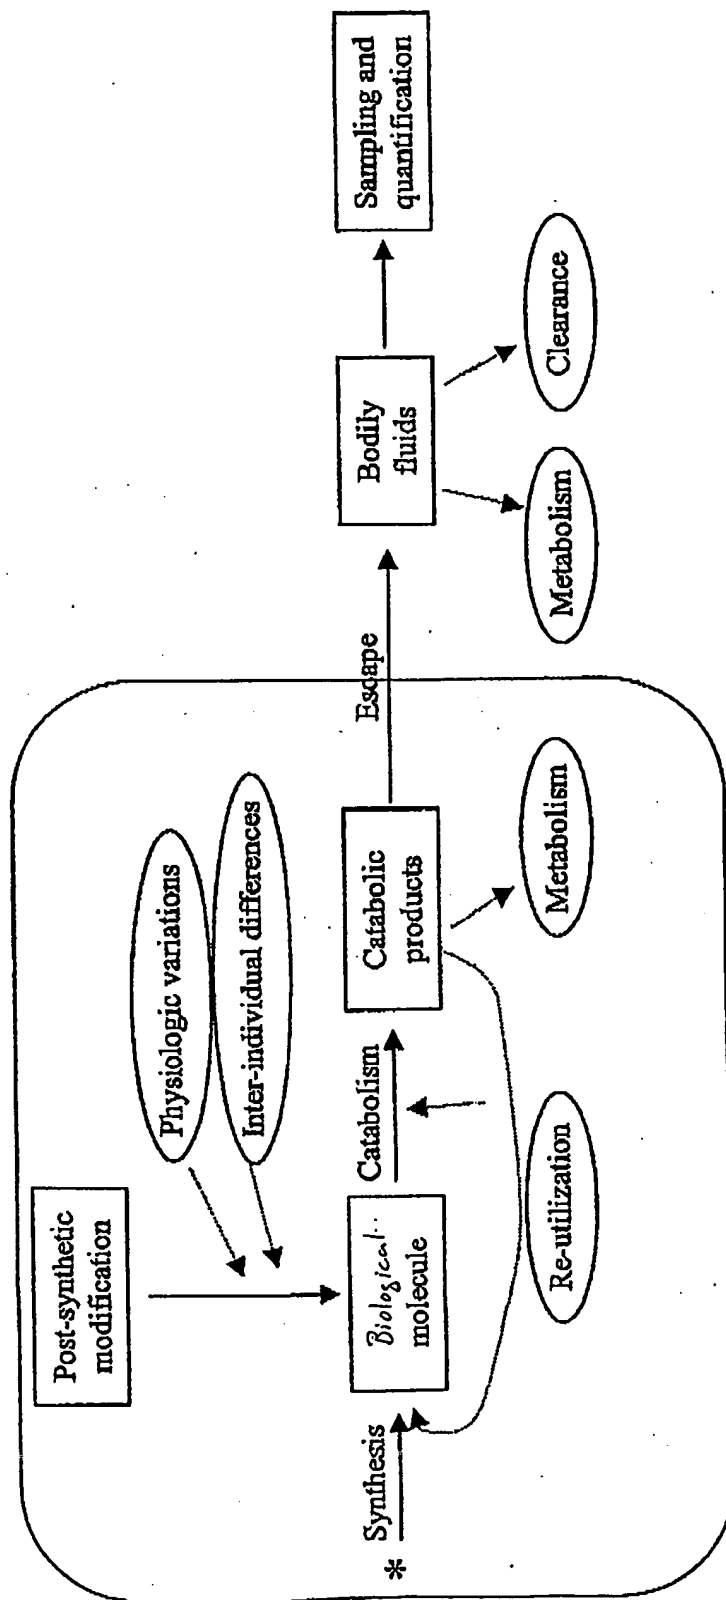 Post-synthetic
modification
Physiologic variations
Inter-individual differences
*
Synthesis
Biological..
molecule
Catabolism
Catabolic
products
Escape
Bodily
fluids
Sampling and
quantification
Re-utilization
Metabolism
Metabolism
Clearance